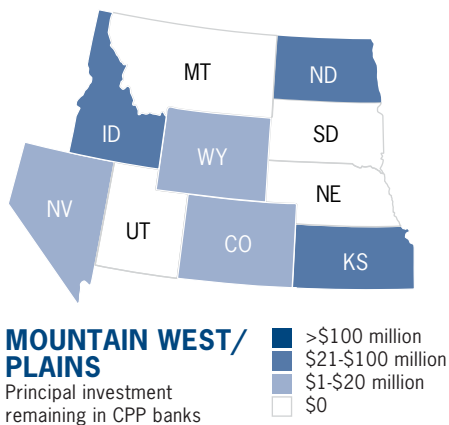 MT
ND
ID
SD
WY
NE
NV
UT
CO
KS
MOUNTAIN WEST/
PLAINS
Principal investment
remaining in CPP banks
>$100 million
$21-$100 million
$1-$20 million
$0